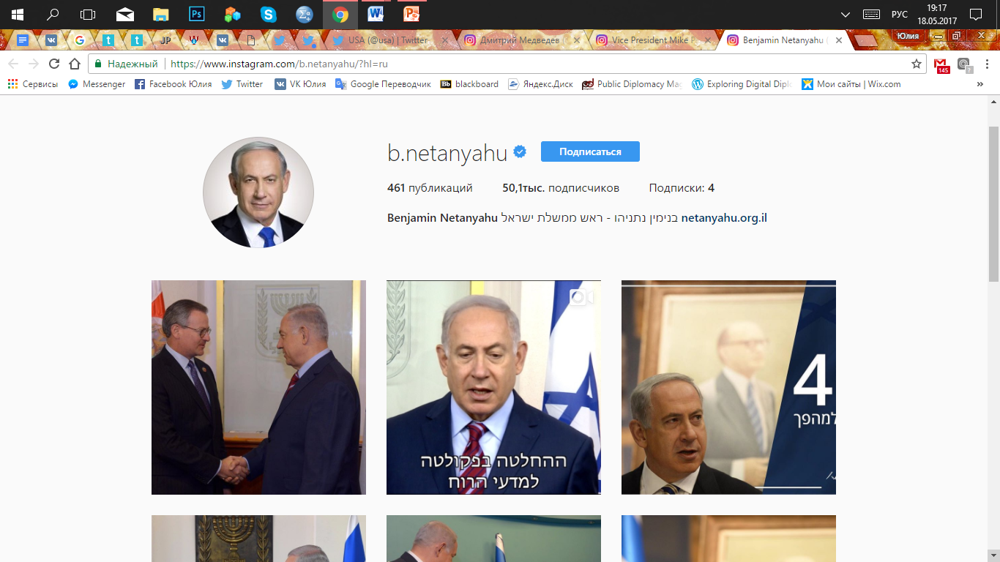 РУС
19:17
18.05.2017
JP
USA (@usa) | Twitter
Дмитрий Медведев (
Vice President Mike P
Benjamin Netanyahu (
Юлия
Надежный
https://www.instagram.com/b.netanyahu/?hl=ru
145
Сервисы
Messenger
Facebook Юлия
Twitter
VK Юлия
Google Переводчик
Bb blackboard
Яндекс.Диск
Public Diplomacy Mag
Exploring Digital Diplo
Мои сайты | Wix.com
b.netanyahu
Подписаться
461 публикаций
50,1тыс. подписчиков
Подписки: 4
Benjamin Netanyahu בנימין נתניהו - ראש ממשלת ישראל netanyahu.org.il
ההחלטה בפקולטה
למדעי הרוח
4
למהפך